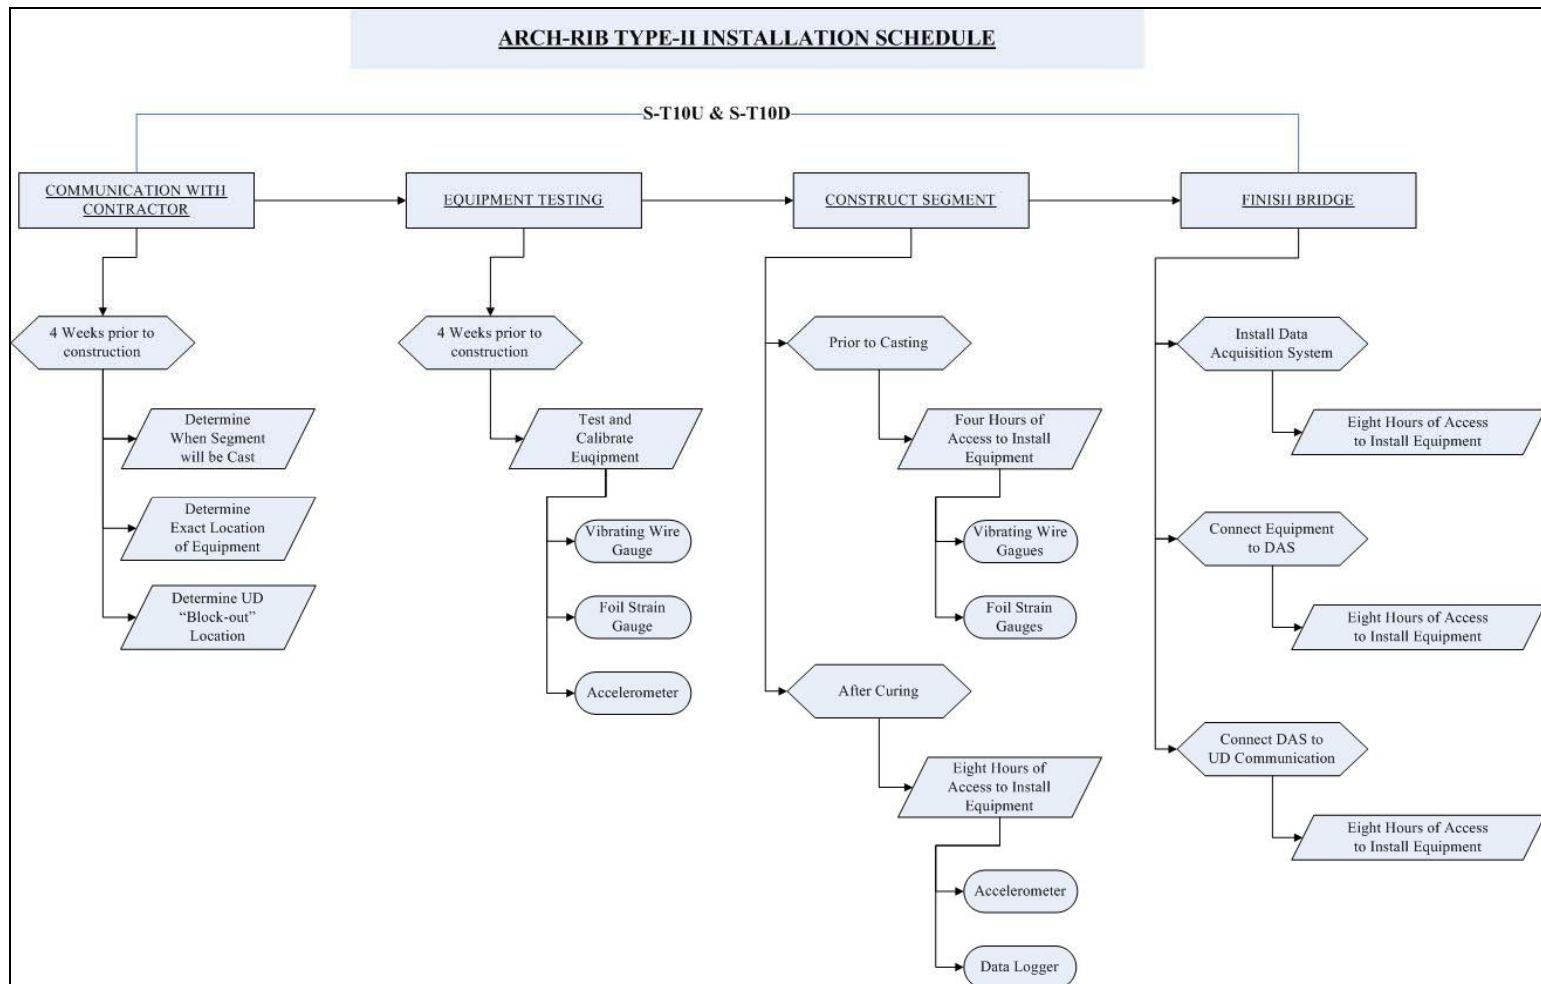 ARCH-RIB TYPE-II INSTALLATION SCHEDULE
S-T10U & S-T10D
COMMUNICATION WITH
CONTRACTOR
EQUIPMENT TESTING
CONSTRUCT SEGMENT
FINISH BRIDGE
4 Weeks prior to
construction
Determine
When Segment
will be Cast
Determine
Exact Location
of Equipment
Determine UD
“Block-out”
Location
4 Weeks prior to
construction
Test and
Calibrate
Euqipment
Vibrating Wire
Gauge
Foil Strain
Gauge
Accelerometer
Prior to Casting
Four Hours of
Access to Install
Equipment
Vibrating Wire
Gagues
Foil Strain
Gauges
After Curing
Eight Hours of
Access to Install
Equipment
Accelerometer
Data Logger
Install Data
Acquisition System
Eight Hours of Access
to Install Equipment
Connect Equipment
to DAS
Eight Hours of Access
to Install Equipment
Connect DAS to
UD Communication
Eight Hours of Access
to Install Equipment